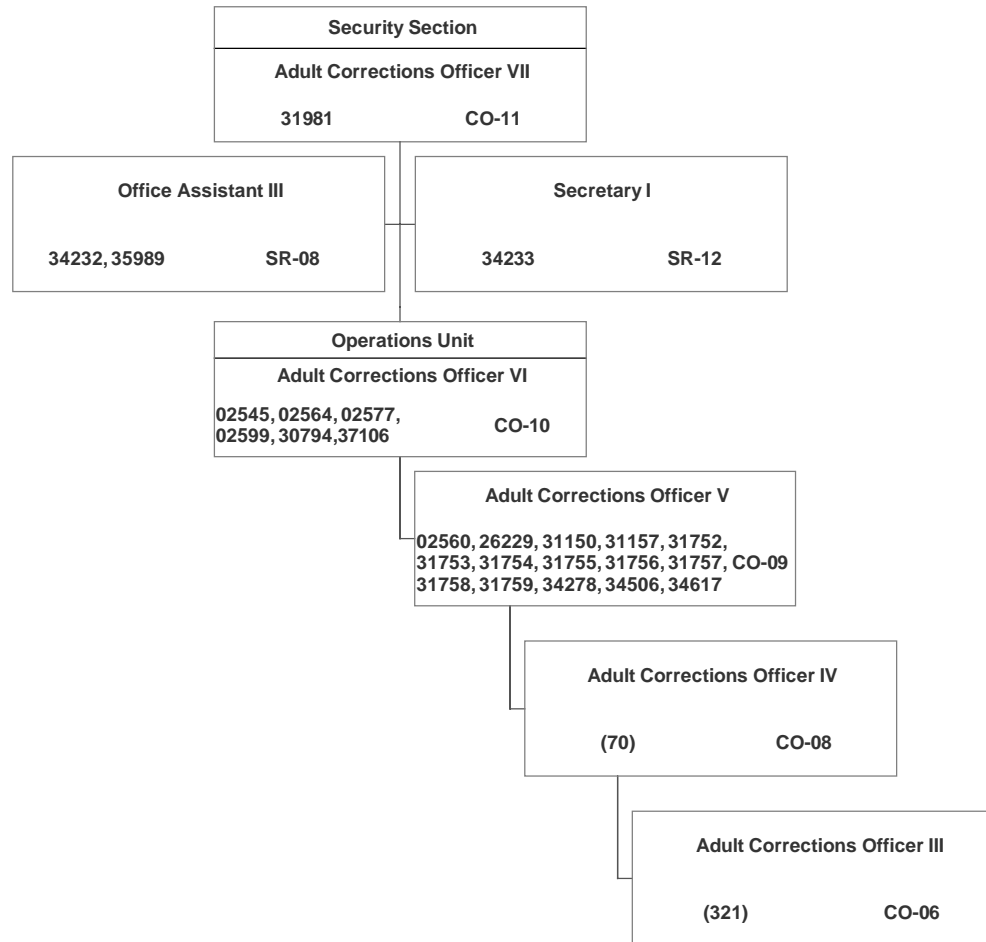 Security Section
Adult Corrections Officer VII
31981 CO-11
Office Assistant III
34232, 35989 SR-08
Secretary I
34233 SR-12
Operations Unit
Adult Corrections Officer VI
02545, 02564, 02577,
02599, 30794,37106 CO-10
Adult Corrections Officer V
02560, 26229, 31150, 31157, 31752,
31753, 31754, 31755, 31756, 31757, CO-09
31758, 31759, 34278, 34506, 34617
Adult Corrections Officer IV
(70) CO-08
Adult Corrections Officer III
(321) CO-06